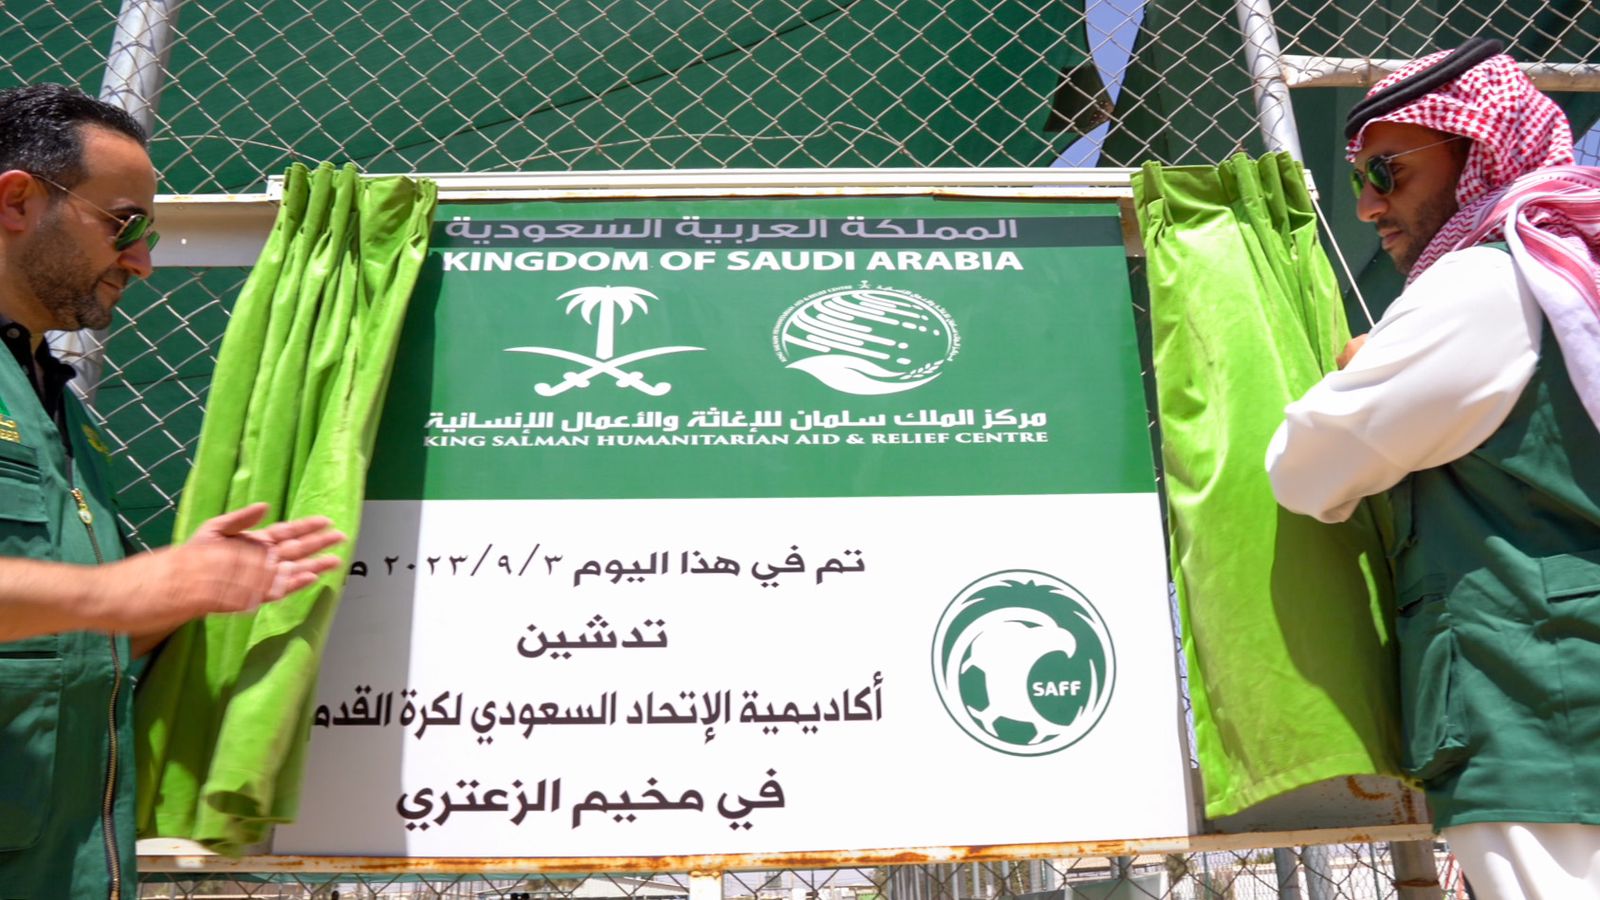 المملكة العربية السعودية
KINGDOM OF SAUDI ARABIA
مركز الملك سلمان للإغاثة والأعمال الإنسانية
KING SALMAN HUMANITARIAN AID & RELIEF CENTRE
تم في هذا اليوم ٢٠٢٣/٩/٣ م
تدشين
أكاديمية الإتحاد السعودي لكرة القدم
في مخيم الزعتري
SAFF